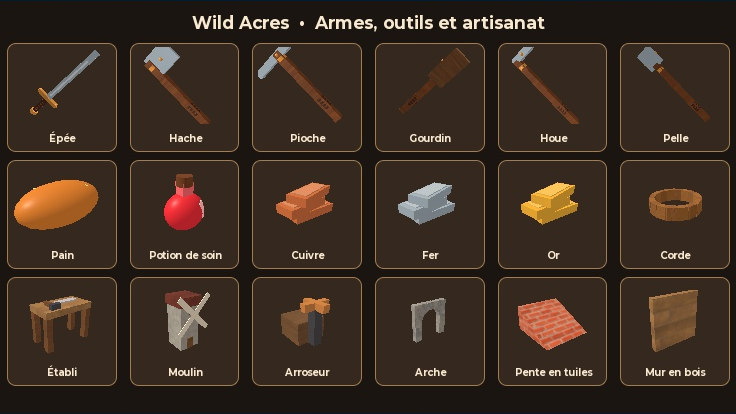 Wild Acres • Armes, outils et artisanat
Épée
Hache
Pioche
Gourdin
Houe
Pelle
Pain
Potion de soin
Cuivre
Fer
Or
Corde
Établi
Moulin
Arroseur
Arche
Pente en tuiles
Mur en bois